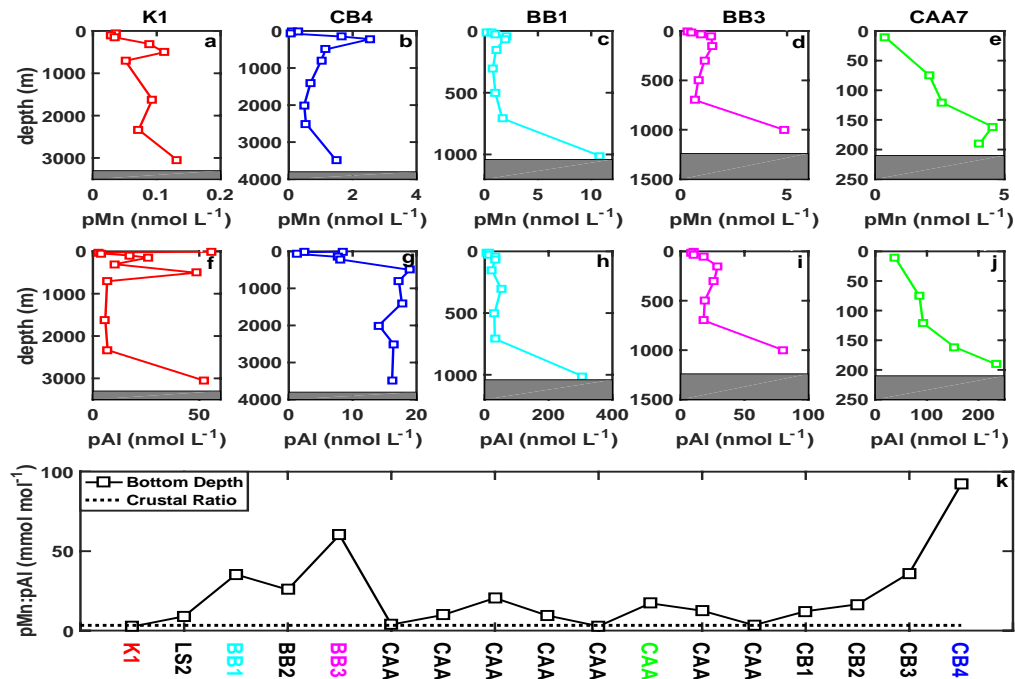 K1 CB4 BB1 BB3 CAA7
a b c d e
depth (m)
0 1000 2000 3000
0 1000 2000 3000 4000
0 500 1000
0 500 1000 1500
0 50 100 150 200 250
0 0.1 0.2
0 2 4
0 5 10
0 5
0 5
pMn (nmol L⁻¹) pMn (nmol L⁻¹) pMn (nmol L⁻¹) pMn (nmol L⁻¹) pMn (nmol L⁻¹)
f g h i j
depth (m)
0 1000 2000 3000
0 1000 2000 3000 4000
0 500 1000
0 500 1000 1500
0 50 100 150 200 250
0 50
0 10 20
0 200 400
0 50 100
0 100 200
pAl (nmol L⁻¹) pAl (nmol L⁻¹) pAl (nmol L⁻¹) pAl (nmol L⁻¹) pAl (nmol L⁻¹)
k
pMn:pAl (mmol mol⁻¹)
100
50
0
Bottom Depth
Crustal Ratio
K1 LS2 BB1 BB2 BB3 CAA CAA CAA CAA CAA CAA CAA CAA CB1 CB2 CB3 CB4